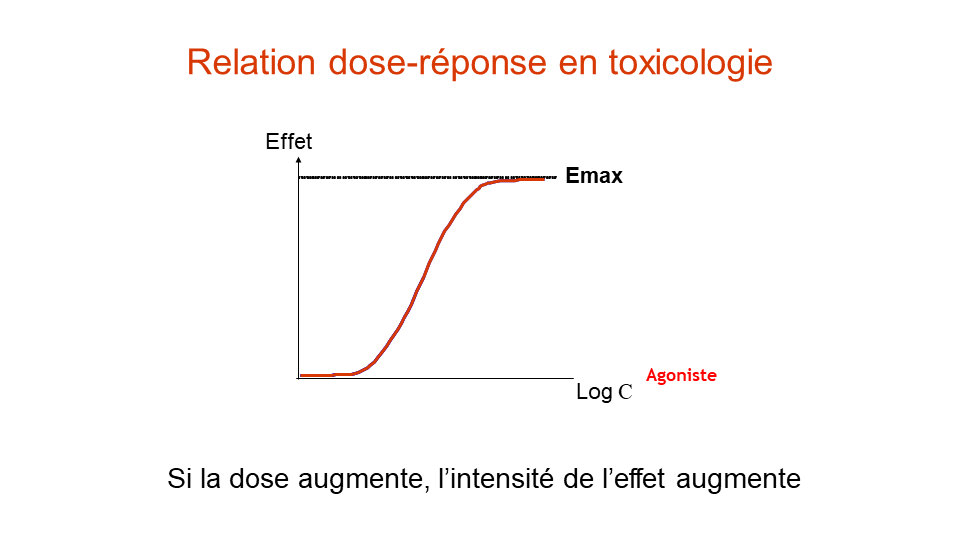 Relation dose-réponse en toxicologie
Effet
Emax
Agoniste
Log C
Si la dose augmente, l’intensité de l’effet augmente